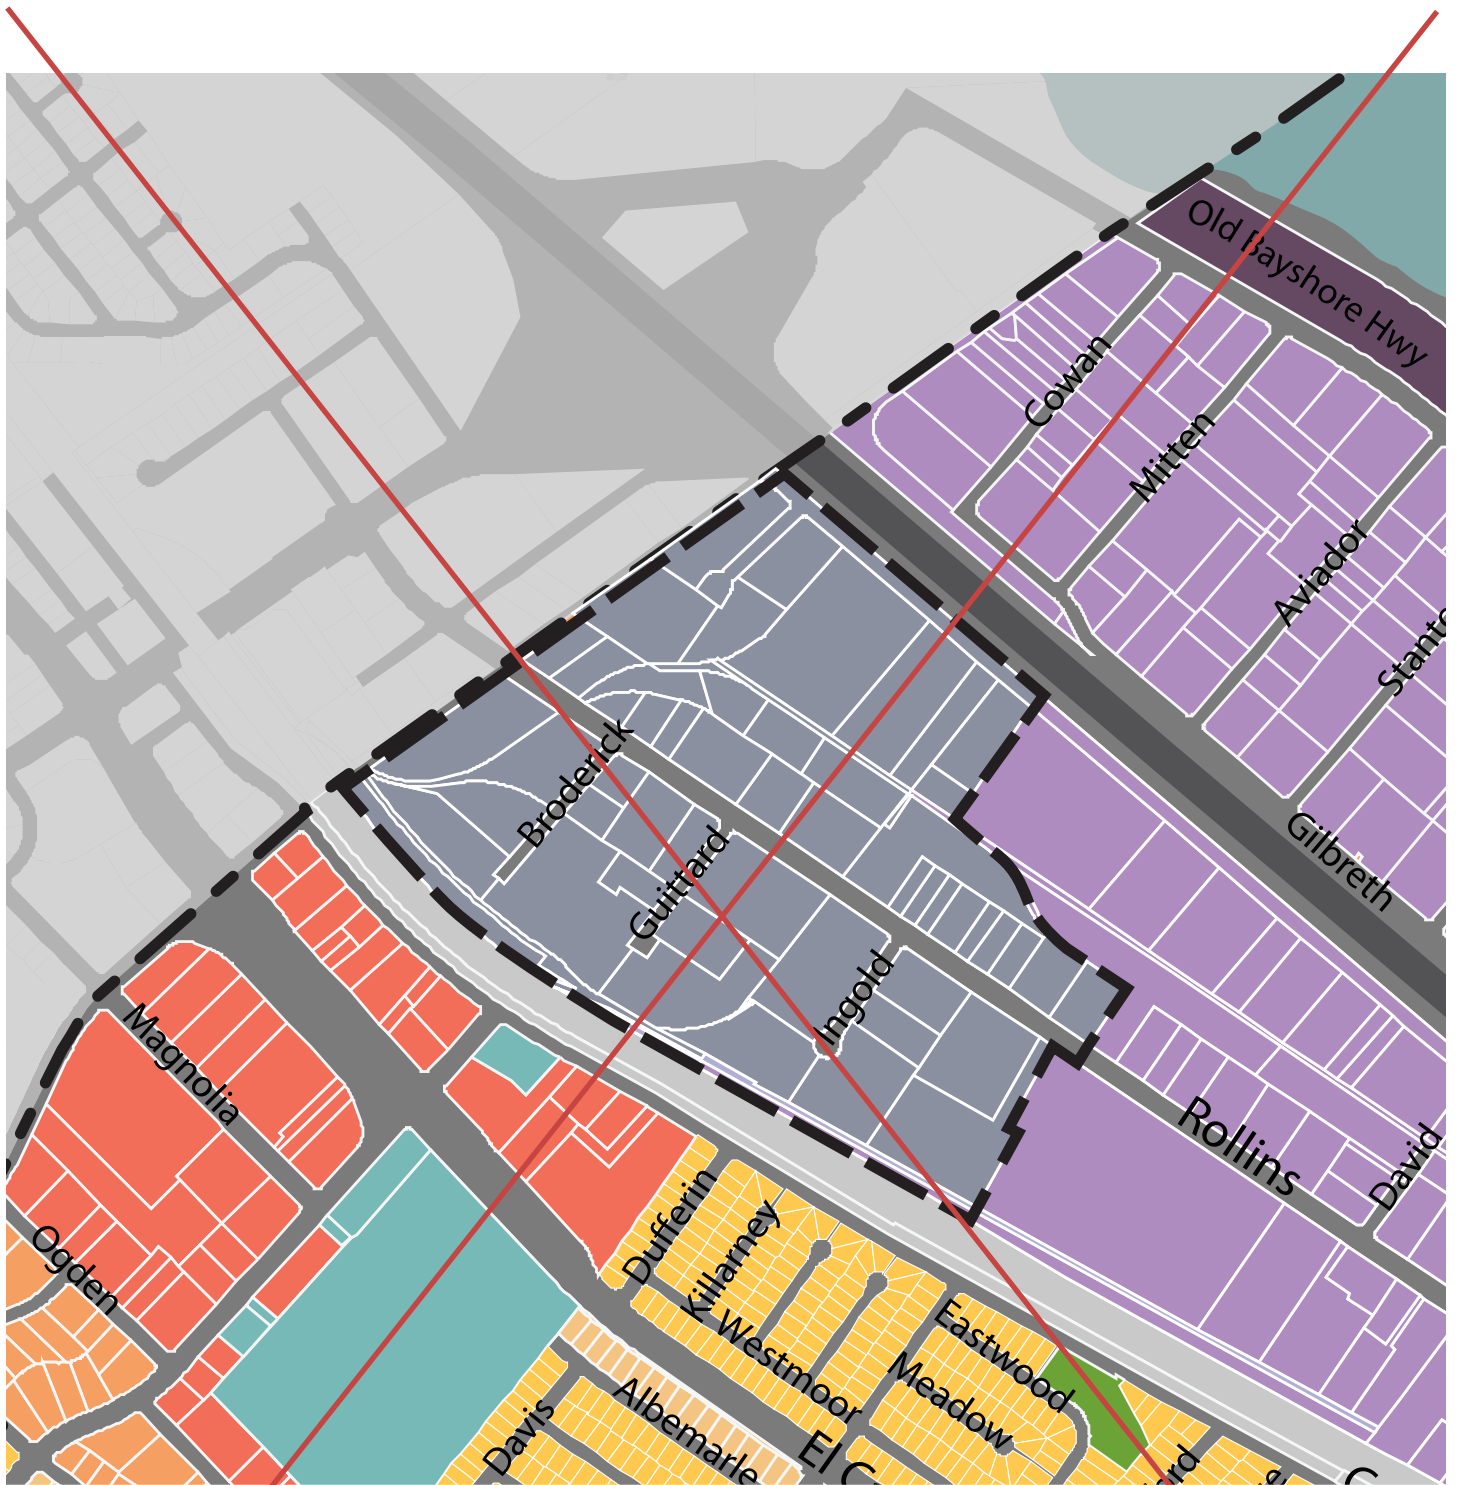 Old Bayshore Hwy
Cowan
Mitten
Aviador
Broderick
Guittard
Gilbreth
Ingold
Magnolia
Rollins
David
Ogden
Dufferin
Killarney
Westmoor
Eastwood
Meadow
Albemarle
Davis
El C